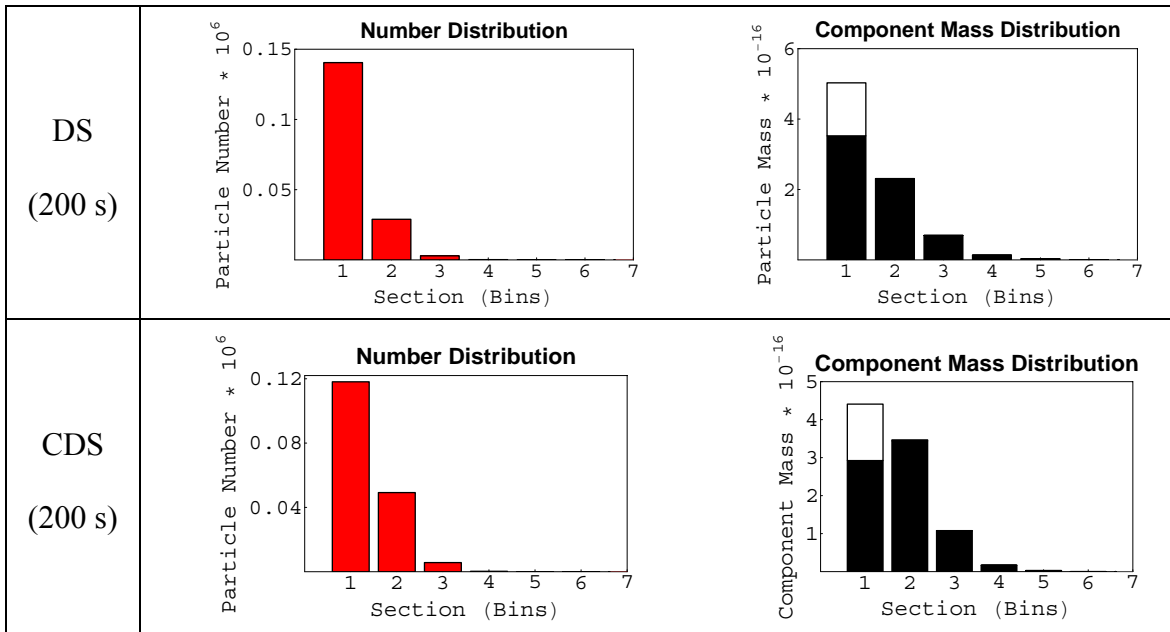 DS
(200 s)
Number Distribution
Particle Number * 10^6
0.15
0.1
0.05
1 2 3 4 5 6 7
Section (Bins)
Component Mass Distribution
Particle Mass * 10^-16
6
4
2
1 2 3 4 5 6 7
Section (Bins)
CDS
(200 s)
Number Distribution
Particle Number * 10^6
0.12
0.08
0.04
1 2 3 4 5 6 7
Section (Bins)
Component Mass Distribution
Component Mass * 10^-16
5
4
3
2
1
1 2 3 4 5 6 7
Section (Bins)